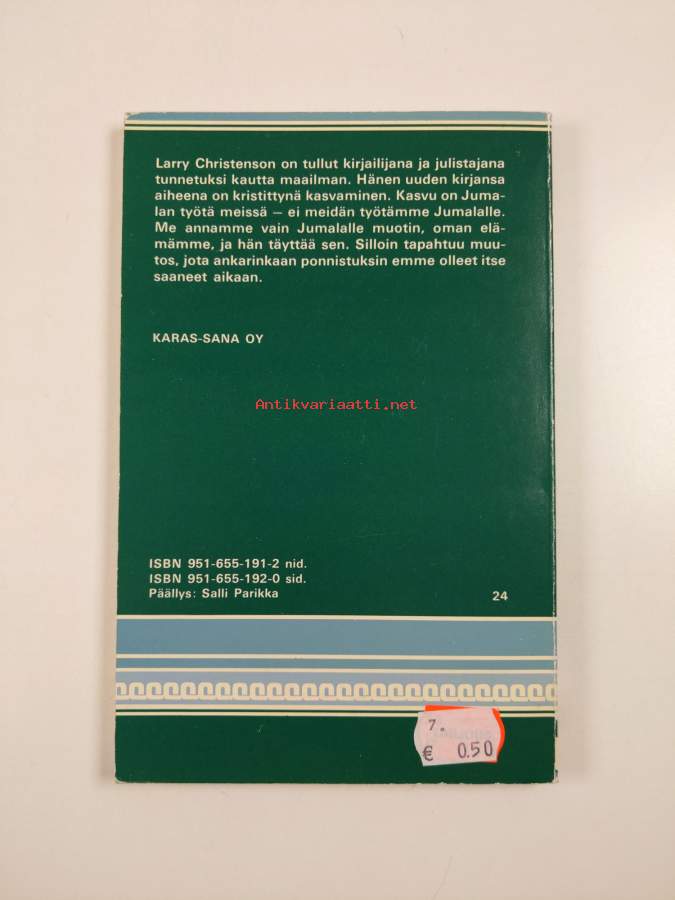 Larry Christenson on tullut kirjailijana ja julistajana
tunnetuksi kautta maailman. Hänen uuden kirjansa
aiheena on kristittynä kasvaminen. Kasvu on Juma-
lan työtä meissä – ei meidän työtämme Jumalalle.
Me annamme vain Jumalalle muotin, oman elä-
mämme, ja hän täyttää sen. Silloin tapahtuu muu-
tos, jota ankarinkaan ponnistuksin emme olleet itse
saaneet aikaan.
KARAS-SANA OY
Antikvariaatti.net
ISBN 951-655-191-2 nid.
ISBN 951-655-192-0 sid.
Päällys: Salli Parikka 24
7.
€ 0.50